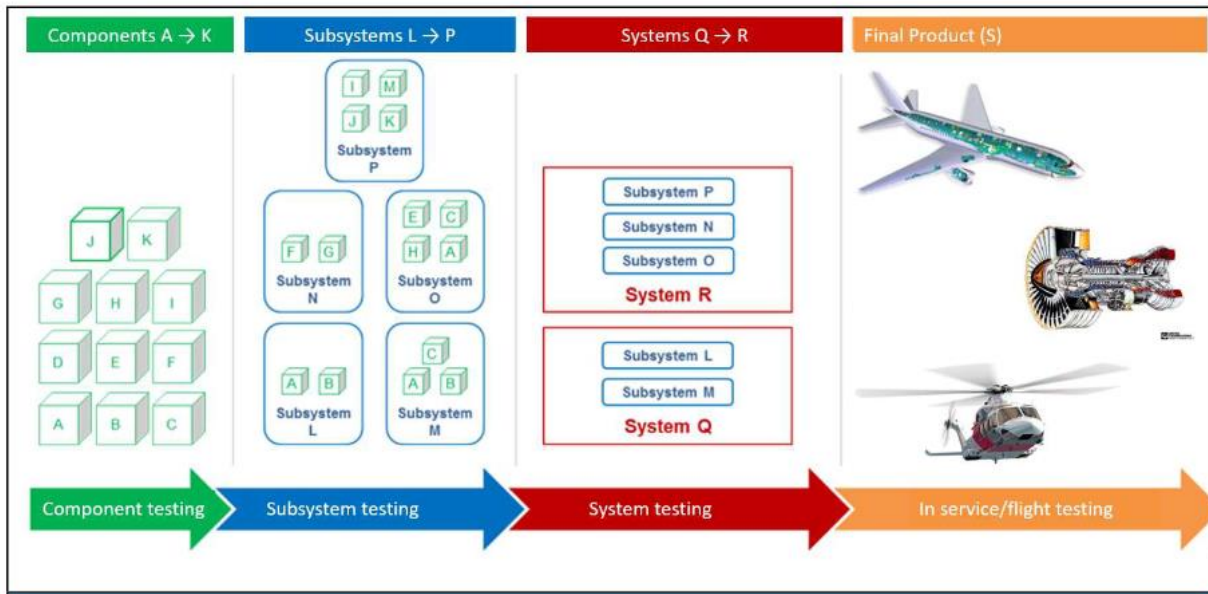 Components A → K
Subsystems L → P
Systems Q → R
Final Product (S)
J K
G H I
D E F
A B C
I M
J K
Subsystem
P
F G
Subsystem
N
E C
H A
Subsystem
O
A B
Subsystem
L
C
A B
Subsystem
M
Subsystem P
Subsystem N
Subsystem O
System R
Subsystem L
Subsystem M
System Q
Component testing
Subsystem testing
System testing
In service/flight testing